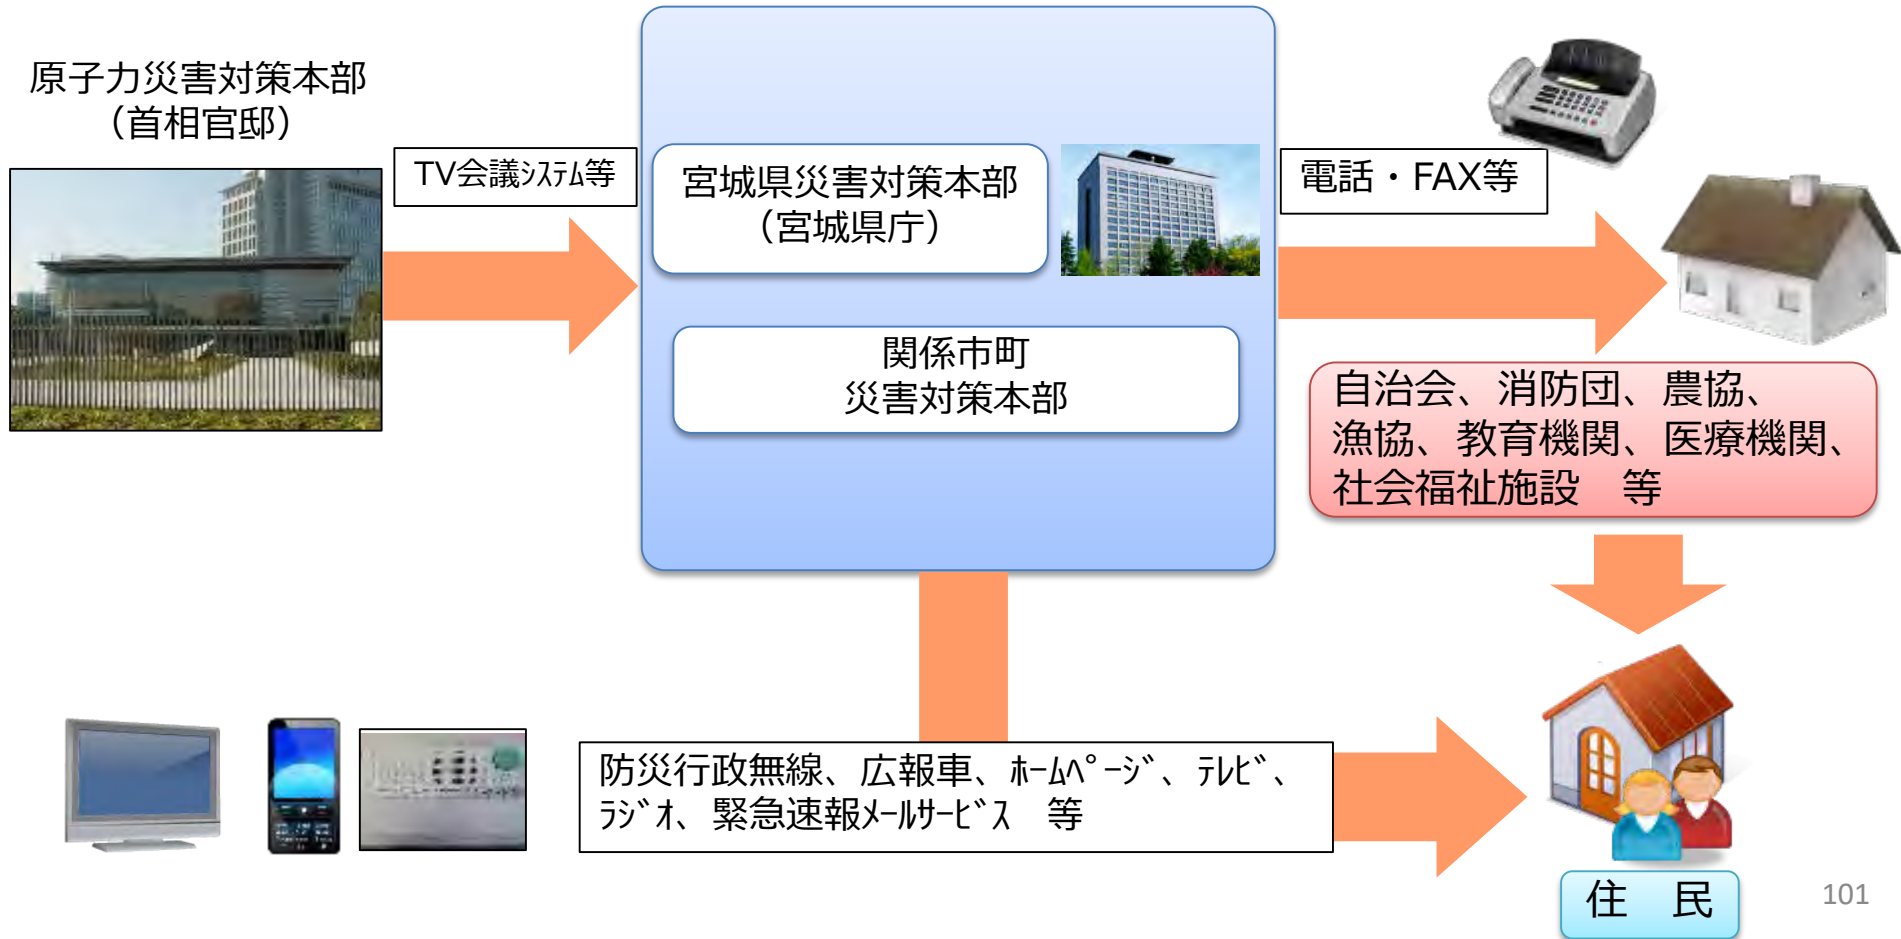 原子力災害対策本部
（首相官邸）
TV会議ｼｽﾃﾑ等
宮城県災害対策本部
（宮城県庁）
関係市町
災害対策本部
電話・FAX等
自治会、消防団、農協、
漁協、教育機関、医療機関、
社会福祉施設　等
防災行政無線、広報車、ﾎｰﾑﾍﾟｰｼﾞ、ﾃﾚﾋﾞ、
ﾗｼﾞｵ、緊急速報ﾒｰﾙｻｰﾋﾞｽ　等
住　民
101